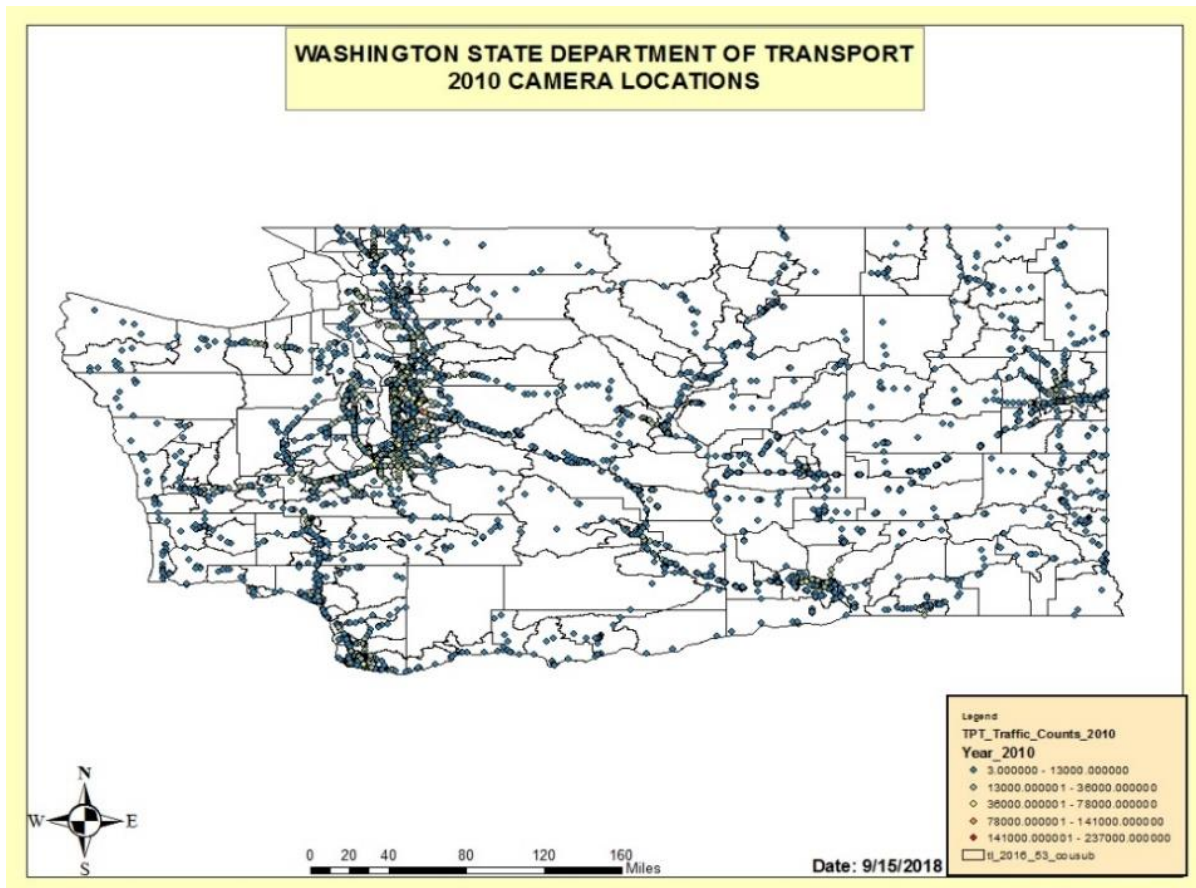 WASHINGTON STATE DEPARTMENT OF TRANSPORT
2010 CAMERA LOCATIONS
Legend
TPT_Traffic_Counts_2010
Year_2010
3.000000 - 13000.000000
13000.000001 - 36000.000000
36000.000001 - 78000.000000
78000.000001 - 141000.000000
141000.000001 - 237000.000000
tl_2016_53_cousub
N
W E
S
0 20 40 80 120 160
Miles
Date: 9/15/2018